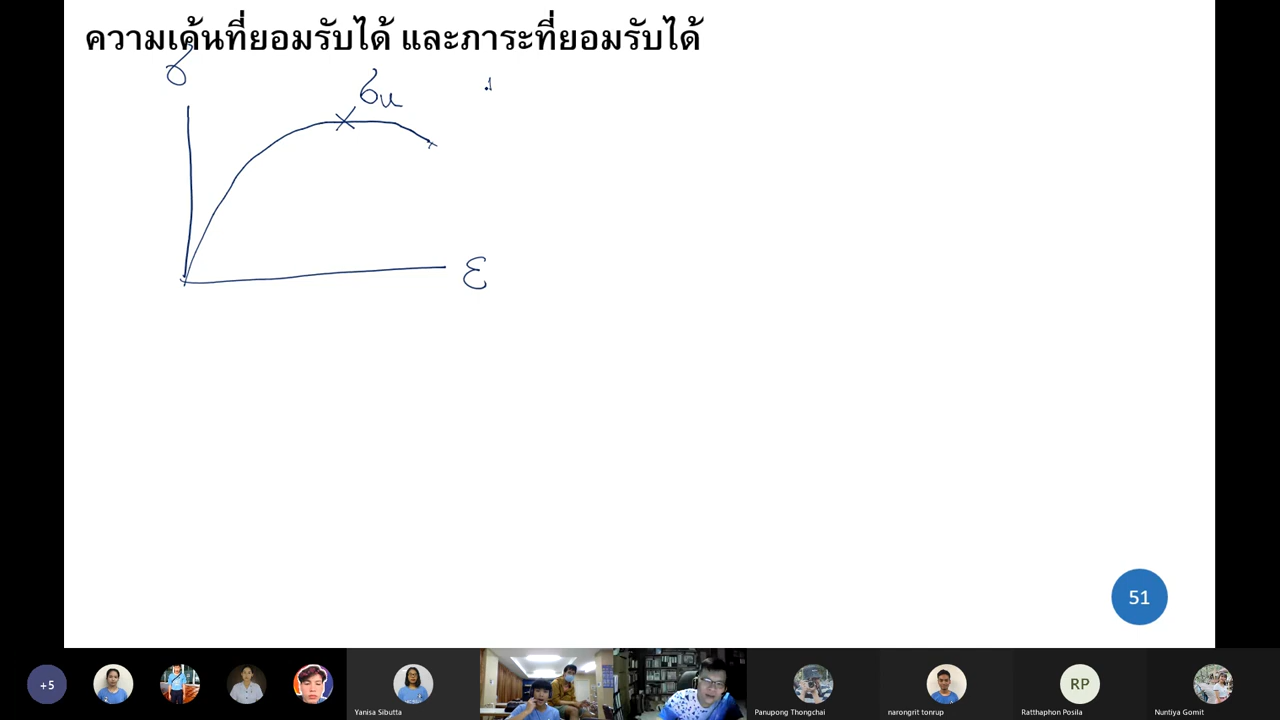 ความเค้นที่ยอมรับได้ และภาระที่ยอมรับได้
σ
σu
ε
51
+5
Yanisa Sibutta
Panupong Thongchai
narongrit tonrup
RP
Ratthaphon Posila
Nuntiya Gomit